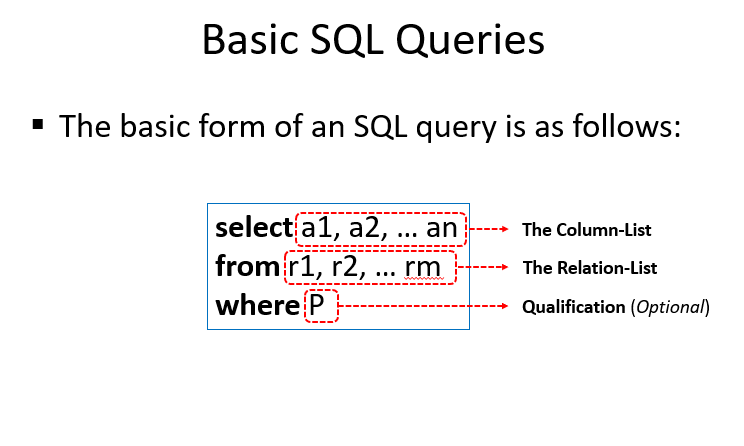 Basic SQL Queries
▪ The basic form of an SQL query is as follows:
select a1, a2, … an
The Column-List
from r1, r2, … rm
The Relation-List
where P
Qualification (Optional)